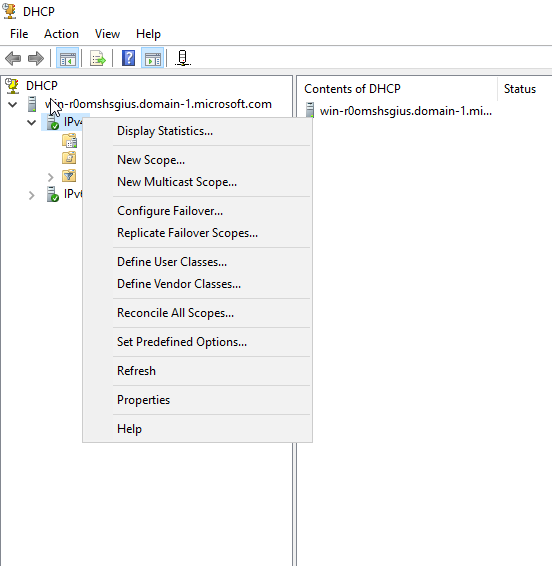 DHCP
File Action View Help
DHCP
win-r0omshsgius.domain-1.microsoft.com
Contents of DHCP Status
win-r0omshsgius.domain-1.mi...
Display Statistics...
New Scope...
New Multicast Scope...
Configure Failover...
Replicate Failover Scopes...
Define User Classes...
Define Vendor Classes...
Reconcile All Scopes...
Set Predefined Options...
Refresh
Properties
Help